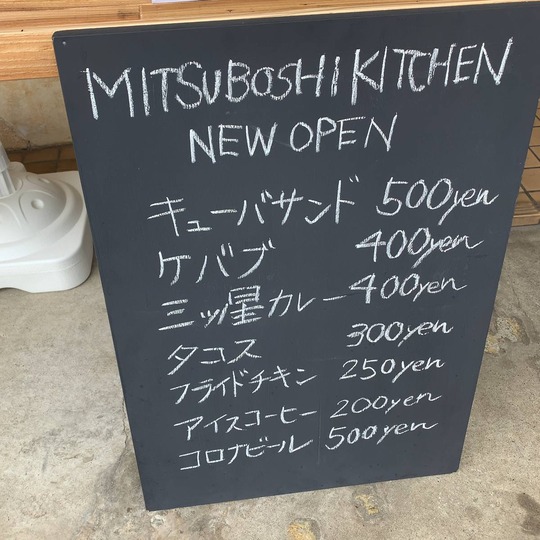 MITSUBOSHI KITCHEN
NEW OPEN
キューバサンド 500yen
ケバブ 400yen
三ッ星カレー 400yen
タコス 300yen
フライドチキン 250yen
アイスコーヒー 200yen
コロナビール 500yen